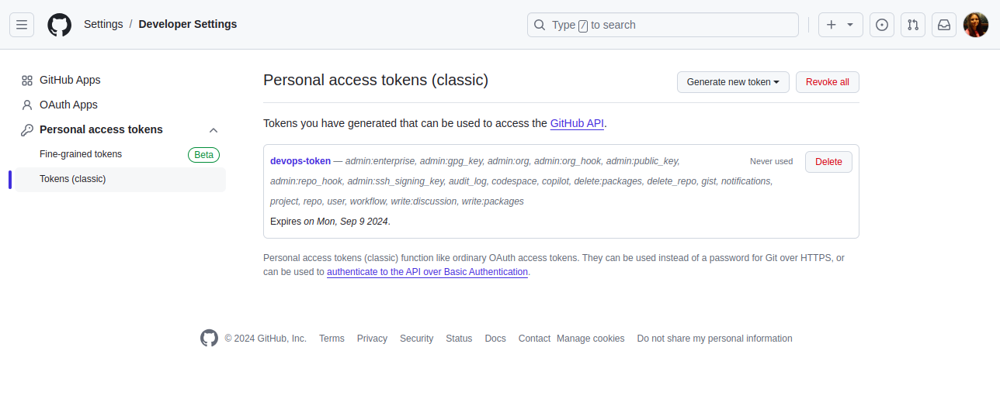 Settings / Developer Settings
Type / to search
GitHub Apps
OAuth Apps
Personal access tokens
Fine-grained tokens Beta
Tokens (classic)
Personal access tokens (classic)
Generate new token
Revoke all
Tokens you have generated that can be used to access the GitHub API.
devops-token — admin:enterprise, admin:gpg_key, admin:org, admin:org_hook, admin:public_key,
admin:repo_hook, admin:ssh_signing_key, audit_log, codespace, copilot, delete:packages, delete_repo, gist, notifications,
project, repo, user, workflow, write:discussion, write:packages
Never used
Delete
Expires on Mon, Sep 9 2024.
Personal access tokens (classic) function like ordinary OAuth access tokens. They can be used instead of a password for Git over HTTPS, or
can be used to authenticate to the API over Basic Authentication.
© 2024 GitHub, Inc. Terms Privacy Security Status Docs Contact Manage cookies Do not share my personal information